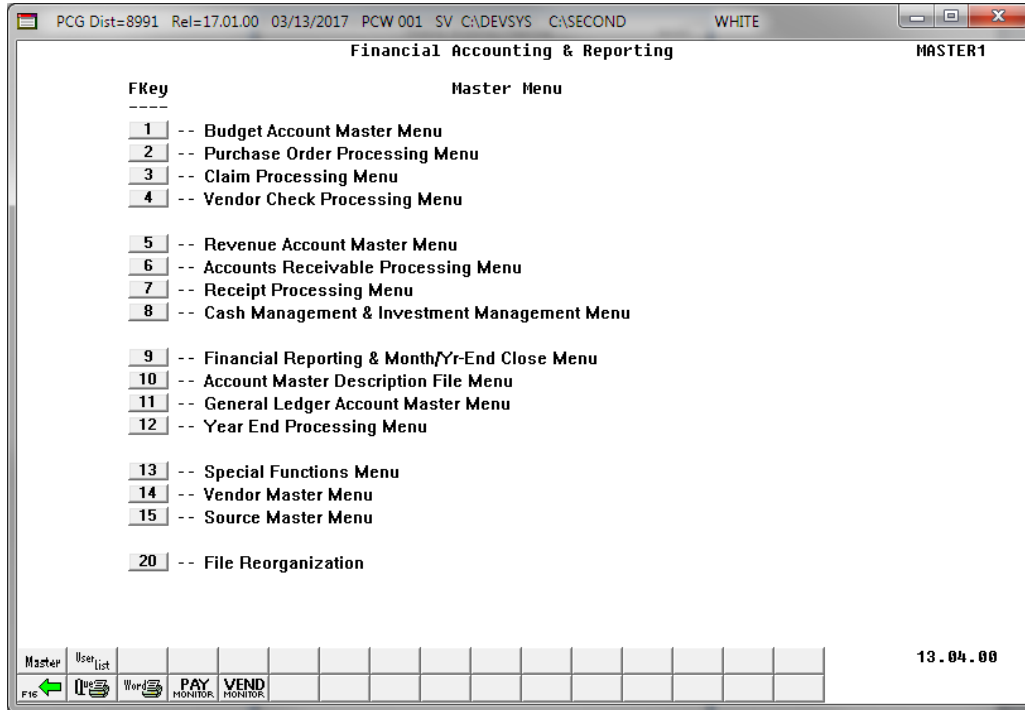 PCG Dist=8991 Rel=17.01.00 03/13/2017 PCW 001 SV C:\DEVSYS C:\SECOND WHITE
Financial Accounting & Reporting MASTER1
FKey Master Menu
----
1 -- Budget Account Master Menu
2 -- Purchase Order Processing Menu
3 -- Claim Processing Menu
4 -- Vendor Check Processing Menu
5 -- Revenue Account Master Menu
6 -- Accounts Receivable Processing Menu
7 -- Receipt Processing Menu
8 -- Cash Management & Investment Management Menu
9 -- Financial Reporting & Month/Yr-End Close Menu
10 -- Account Master Description File Menu
11 -- General Ledger Account Master Menu
12 -- Year End Processing Menu
13 -- Special Functions Menu
14 -- Vendor Master Menu
15 -- Source Master Menu
20 -- File Reorganization
Master User List 13.04.00
F16 Que Word PAY MONITOR VEND MONITOR